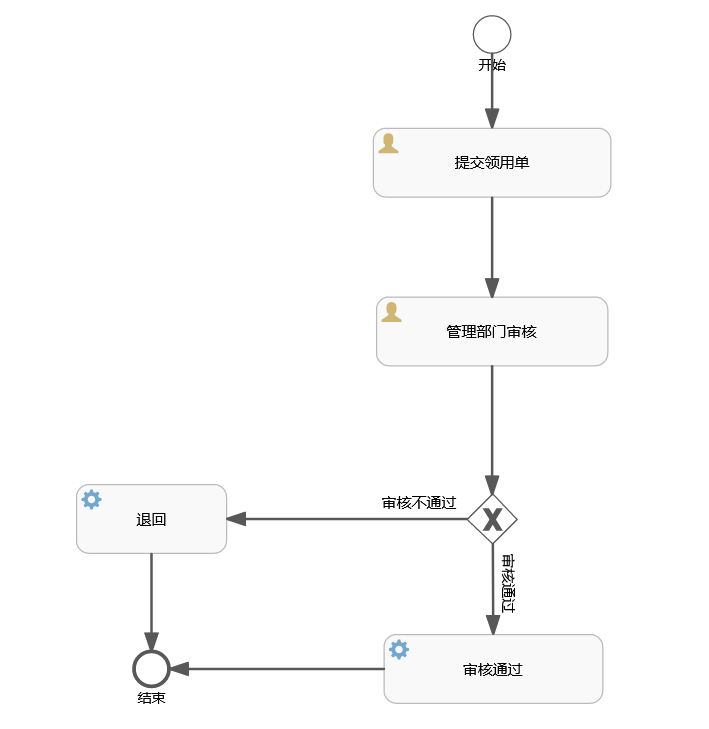 开始
提交领用单
管理部门审核
审核不通过
退回
审核通过
审核通过
结束